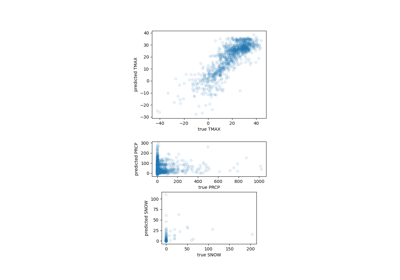 40
30
20
10
0
-10
-20
-30
predicted TMAX
-40 -20 0 20 40
true TMAX
300
200
100
0
predicted PRCP
0 200 400 600 800 1000
true PRCP
100
50
0
predicted SNOW
0 50 100 150 200
true SNOW